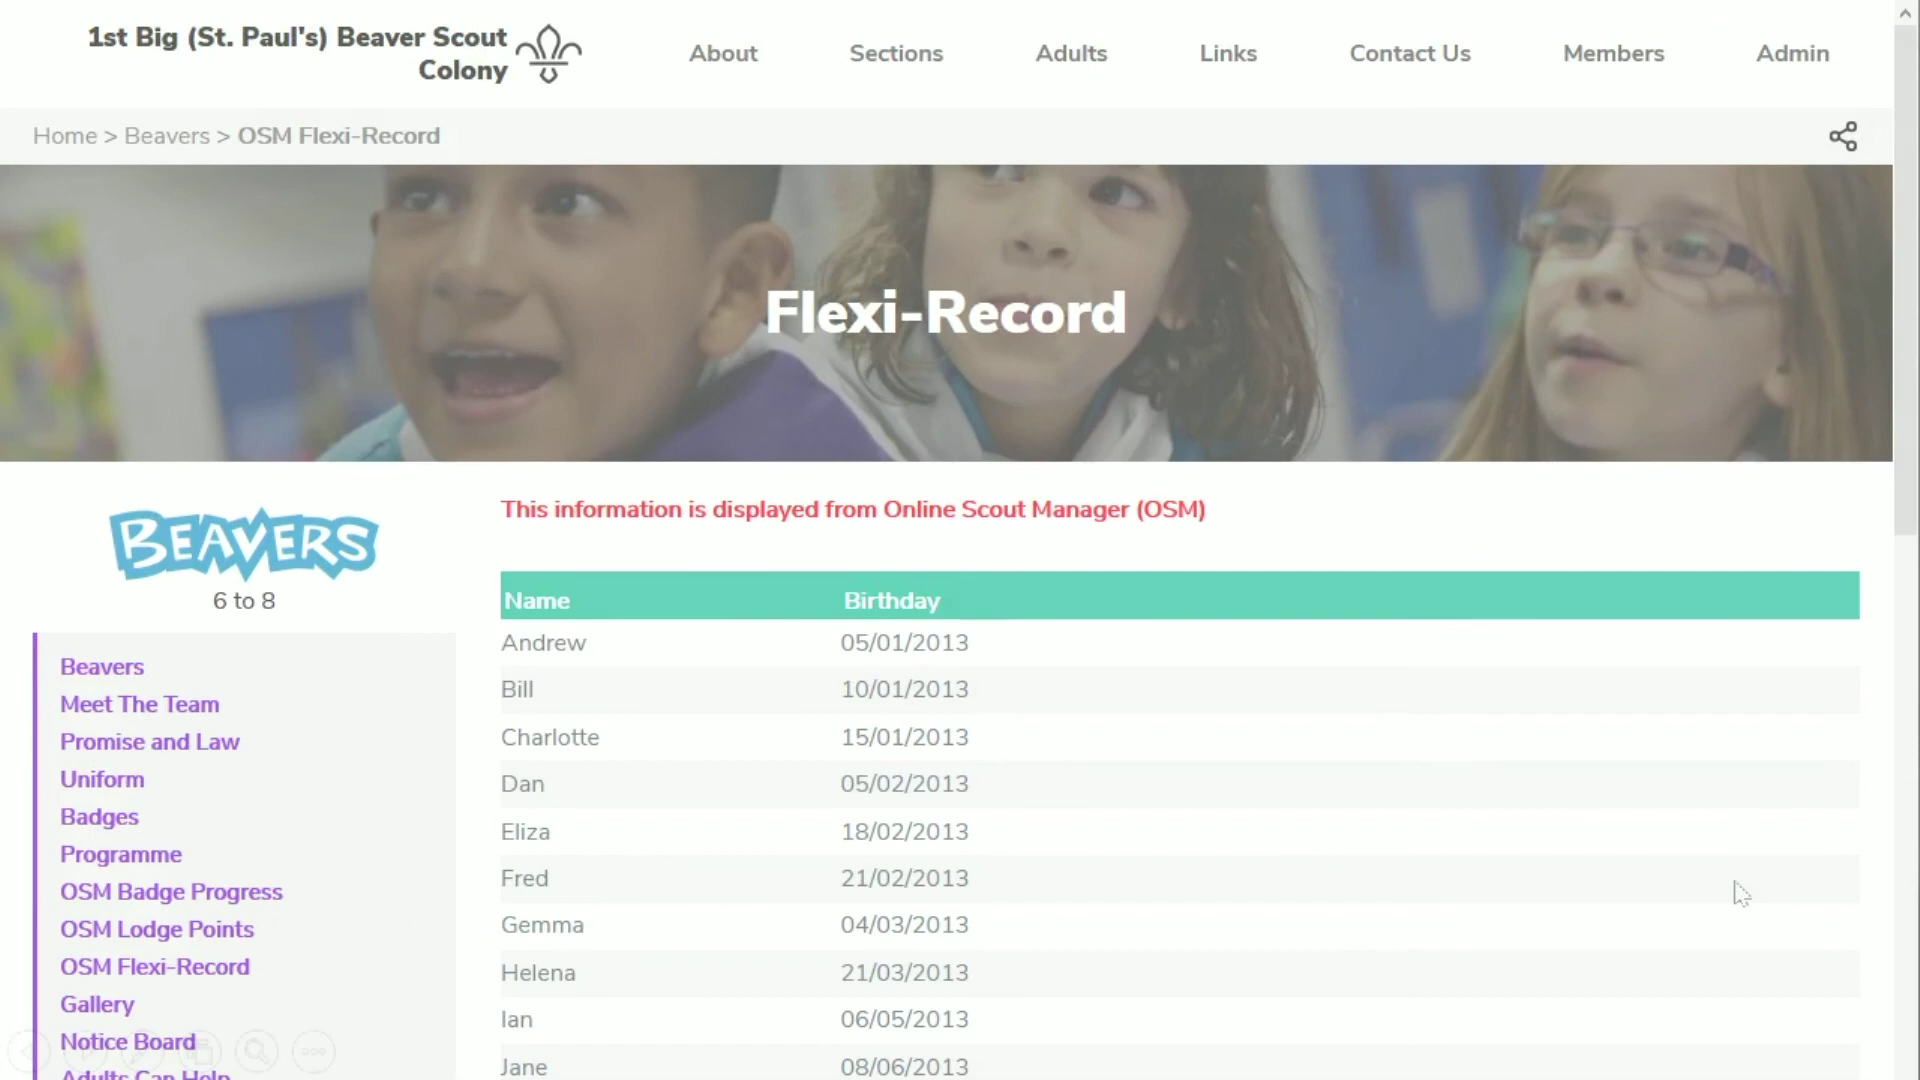 1st Big (St. Paul's) Beaver Scout
Colony
About
Sections
Adults
Links
Contact Us
Members
Admin
Home > Beavers > OSM Flexi-Record
Flexi-Record
BEAVERS
6 to 8
Beavers
Meet The Team
Promise and Law
Uniform
Badges
Programme
OSM Badge Progress
OSM Lodge Points
OSM Flexi-Record
Gallery
Notice Board
Adults Can Help
This information is displayed from Online Scout Manager (OSM)
Name Birthday
Andrew 05/01/2013
Bill 10/01/2013
Charlotte 15/01/2013
Dan 05/02/2013
Eliza 18/02/2013
Fred 21/02/2013
Gemma 04/03/2013
Helena 21/03/2013
Ian 06/05/2013
Jane 08/06/2013